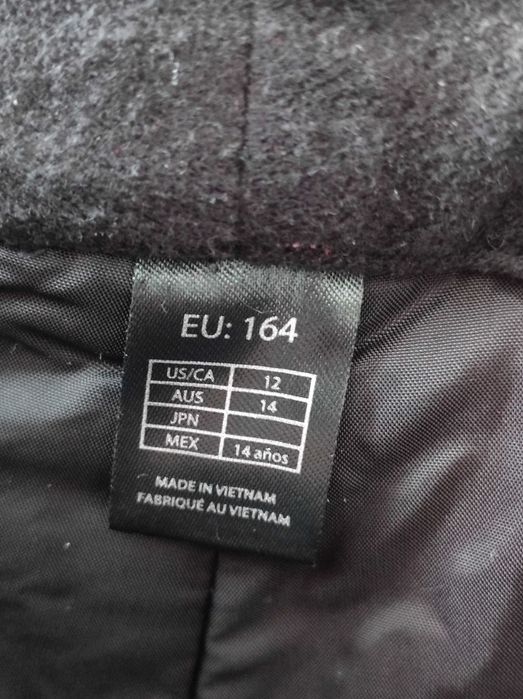 EU: 164
US/CA 12
AUS 14
JPN
MEX 14 años
MADE IN VIETNAM
FABRIQUÉ AU VIETNAM